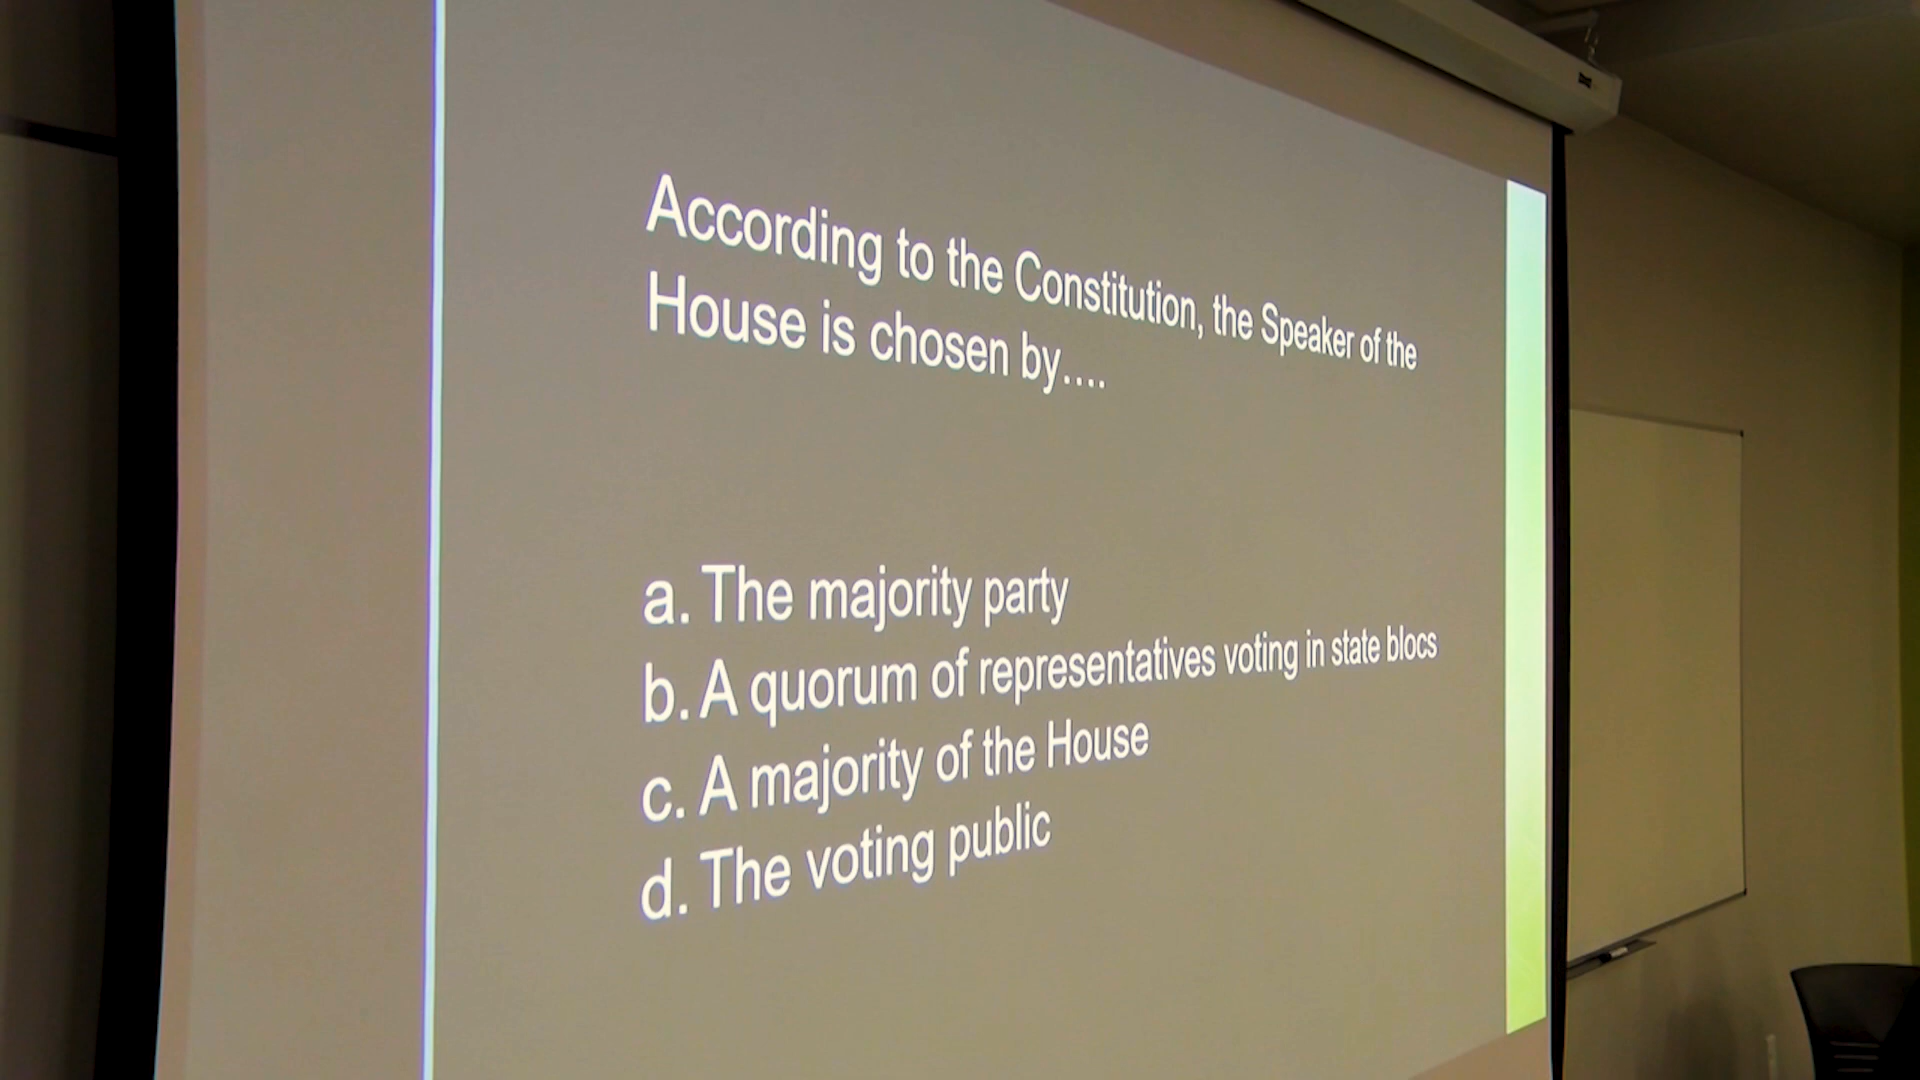 According to the Constitution, the Speaker of the
House is chosen by....
a. The majority party
b. A quorum of representatives voting in state blocs
c. A majority of the House
d. The voting public